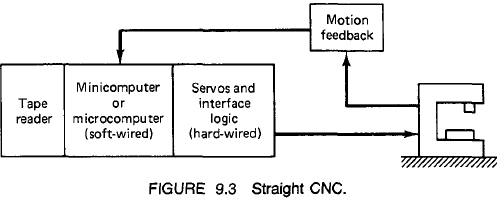 Motion
feedback
Tape
reader
Minicomputer
or
microcomputer
(soft-wired)
Servos and
interface
logic
(hard-wired)
FIGURE 9.3 Straight CNC.